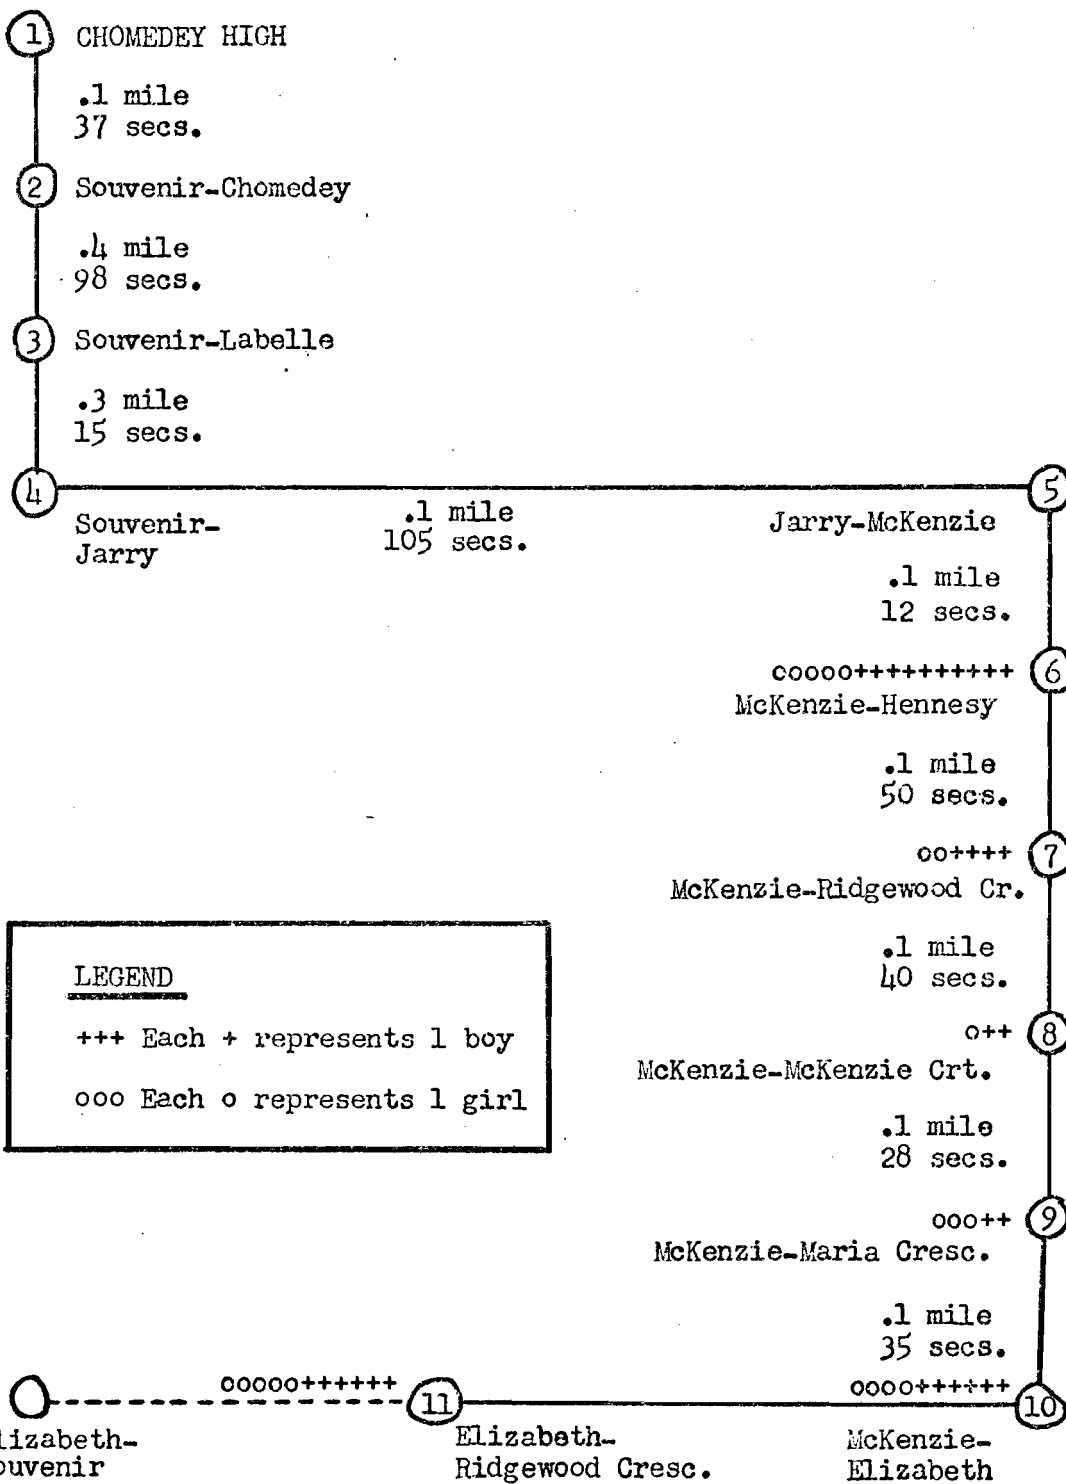 1 CHOMEDEY HIGH
.1 mile
37 secs.
2 Souvenir-Chomedey
.4 mile
98 secs.
3 Souvenir-Labelle
.3 mile
15 secs.
4
Souvenir-
Jarry
.1 mile
105 secs.
5
Jarry-McKenzie
.1 mile
12 secs.
ooooo++++++++++ 6
McKenzie-Hennesy
.1 mile
50 secs.
oo++++ 7
McKenzie-Ridgewood Cr.
.1 mile
40 secs.
o++ 8
McKenzie-McKenzie Crt.
.1 mile
28 secs.
ooo++ 9
McKenzie-Maria Cresc.
.1 mile
35 secs.
LEGEND
+++ Each + represents 1 boy
ooo Each o represents 1 girl
oooo++++++ 10
McKenzie-
Elizabeth
ooooo++++++ 11
Elizabeth-
Ridgewood Cresc.
lizabeth-
ouvenir